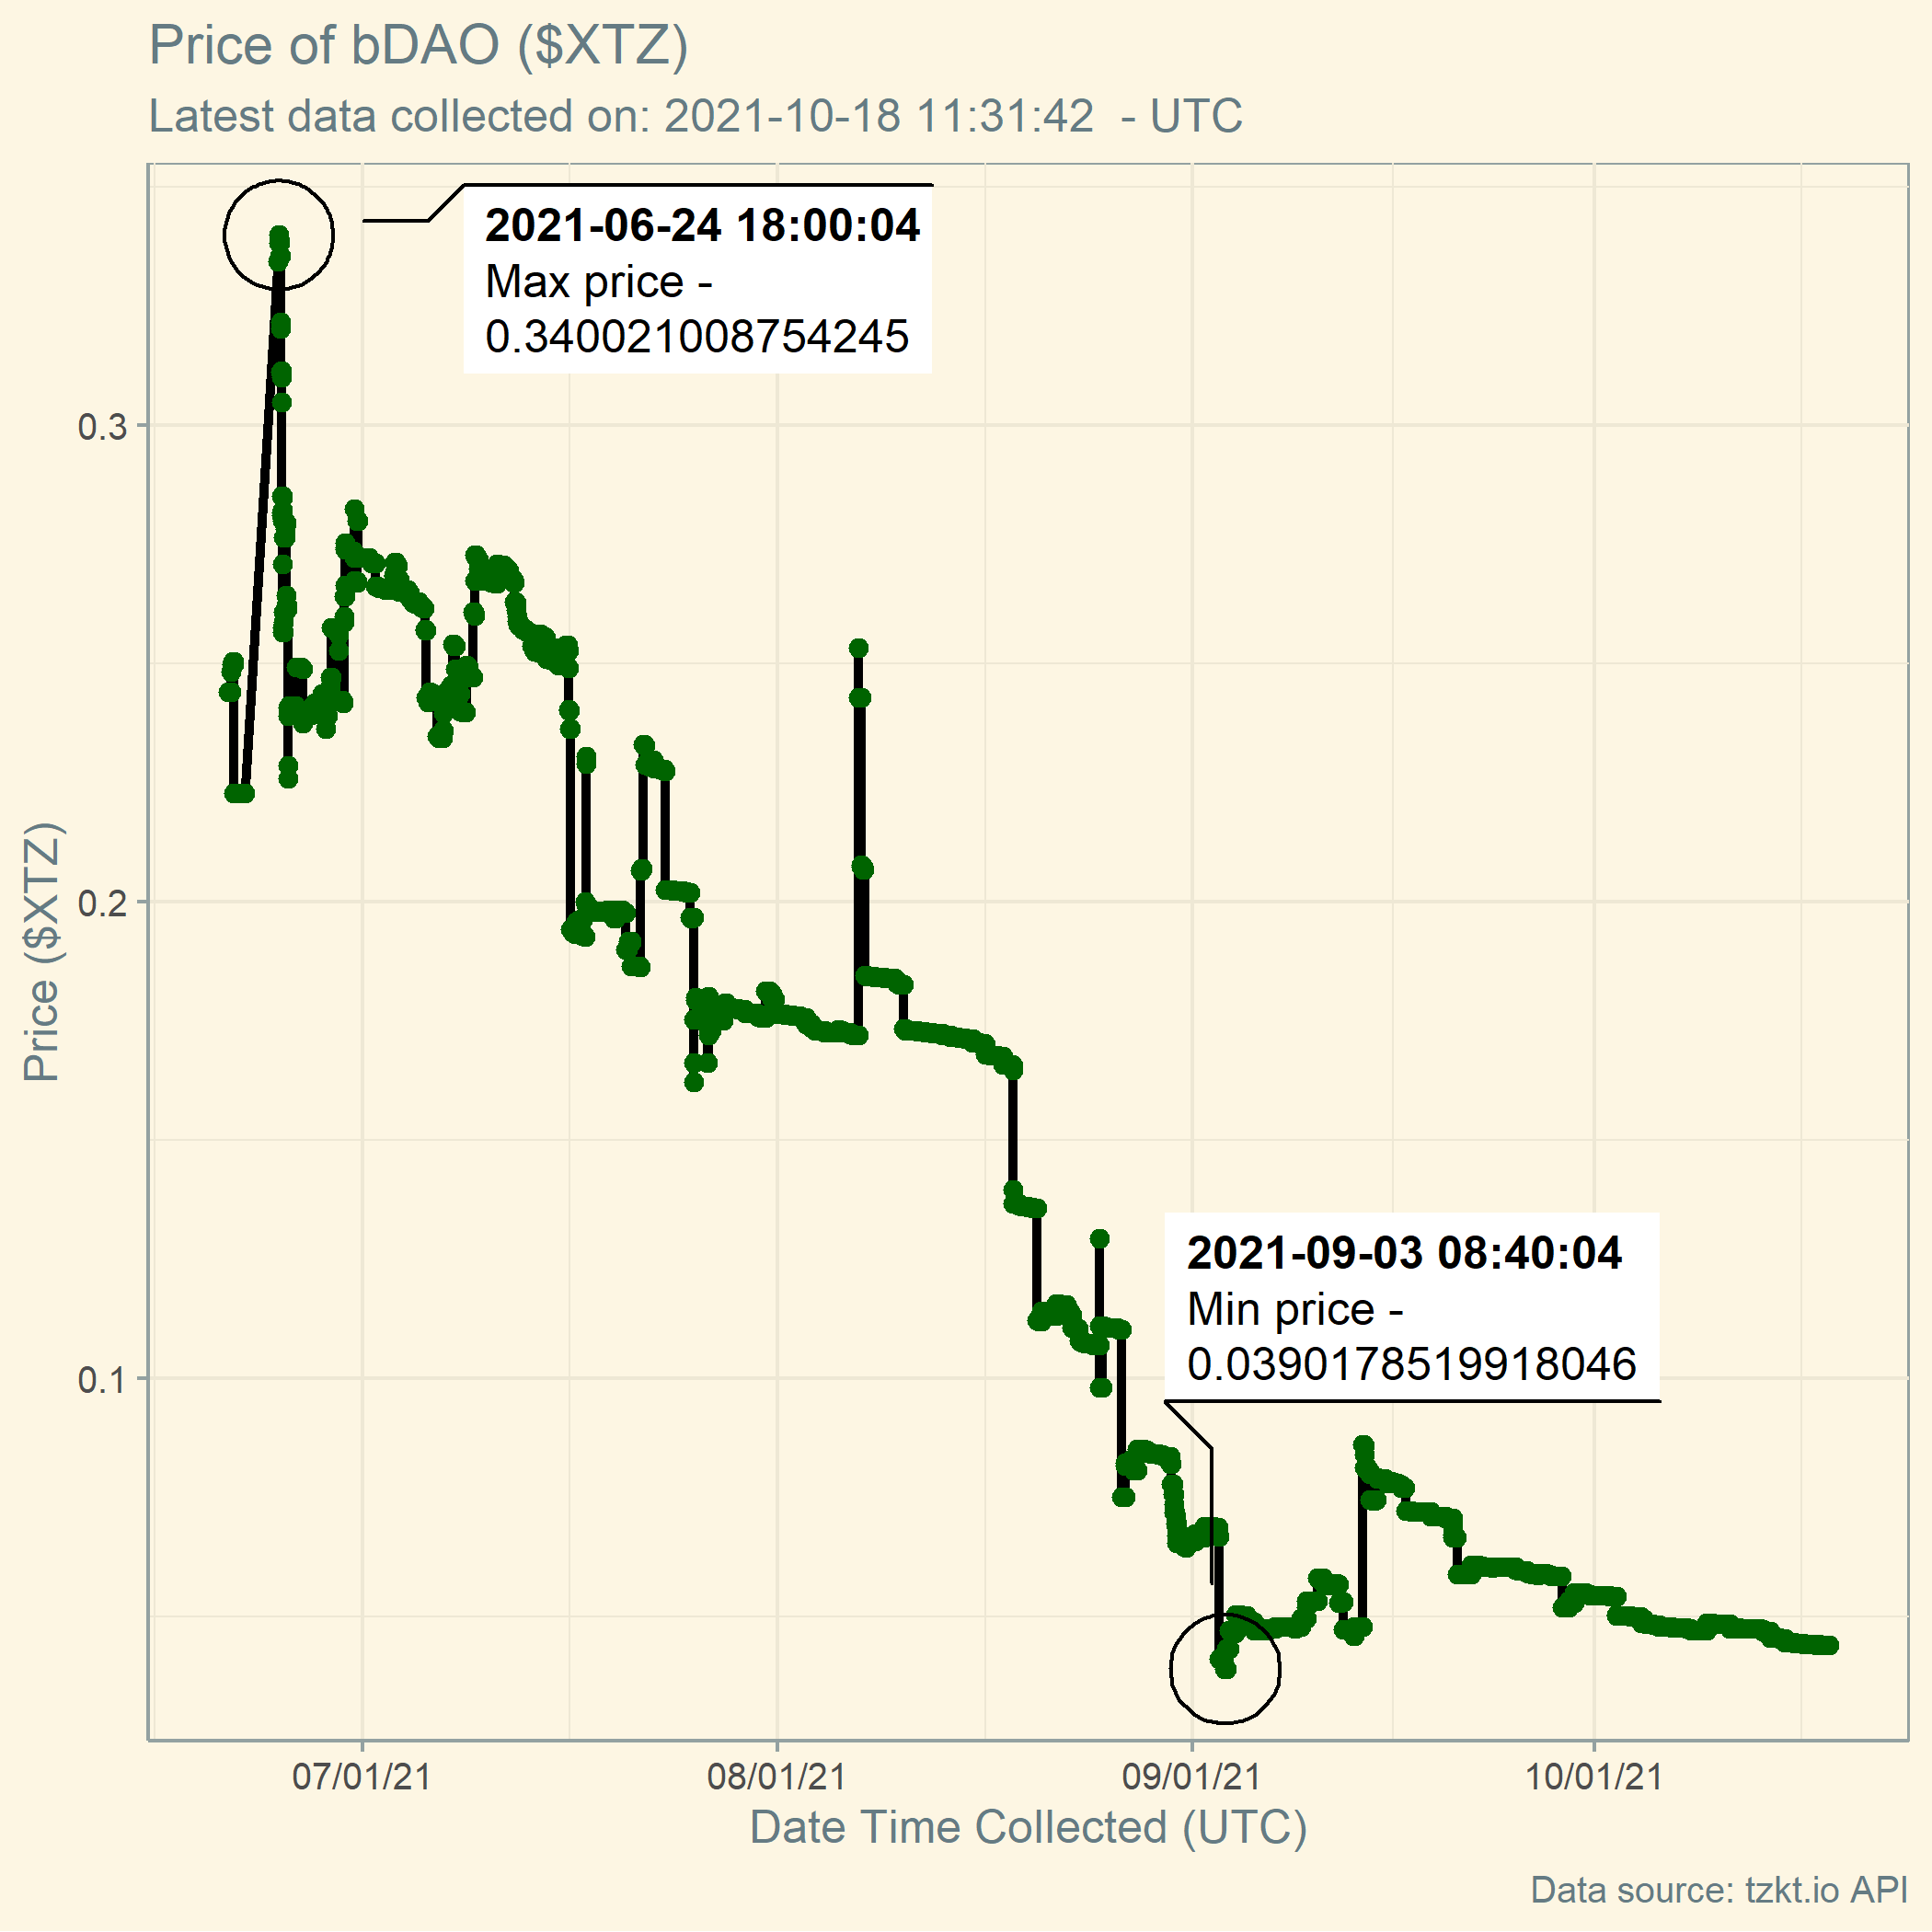 Price of bDAO ($XTZ)
Latest data collected on: 2021-10-18 11:31:42  - UTC
2021-06-24 18:00:04
Max price -
0.340021008754245
0.3
0.2
0.1
Price ($XTZ)
2021-09-03 08:40:04
Min price -
0.0390178519918046
07/01/21
08/01/21
09/01/21
10/01/21
Date Time Collected (UTC)
Data source: tzkt.io API